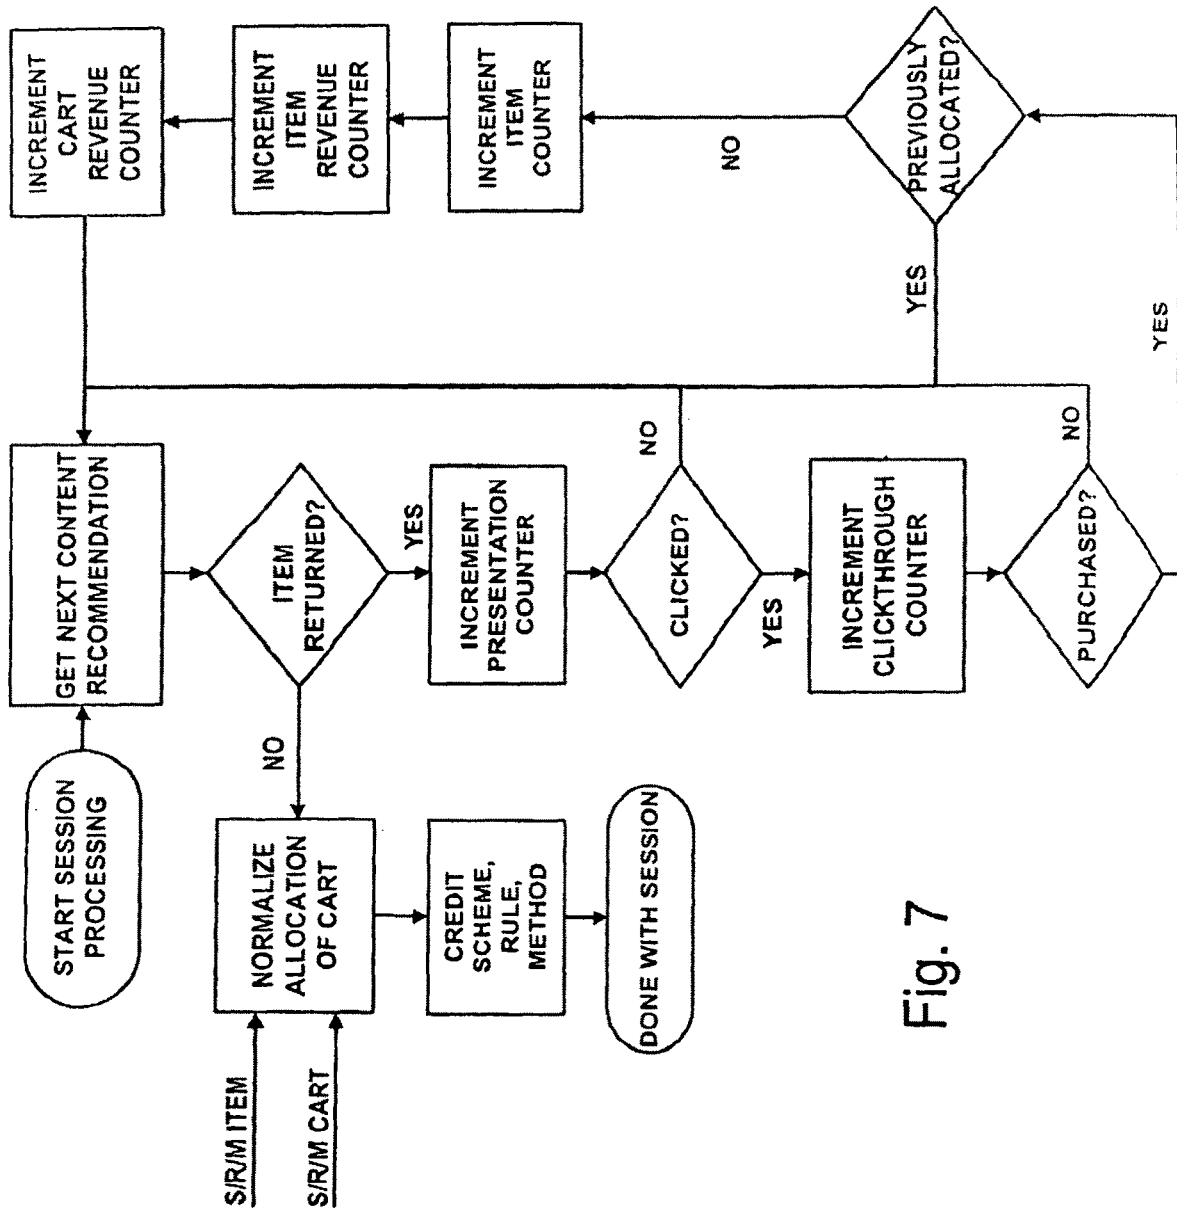 START SESSION
PROCESSING
GET NEXT CONTENT
RECOMMENDATION
INCREMENT
CART
REVENUE
COUNTER
S/R/M ITEM
S/R/M CART
NORMALIZE
ALLOCATION
OF CART
NO
ITEM
RETURNED?
INCREMENT
ITEM
REVENUE
COUNTER
YES
CREDIT
SCHEME,
RULE,
METHOD
INCREMENT
PRESENTATION
COUNTER
INCREMENT
ITEM
COUNTER
DONE WITH SESSION
CLICKED?
NO
YES
NO
INCREMENT
CLICKTHROUGH
COUNTER
YES
PREVIOUSLY
ALLOCATED?
PURCHASED?
NO
YES
Fig. 7